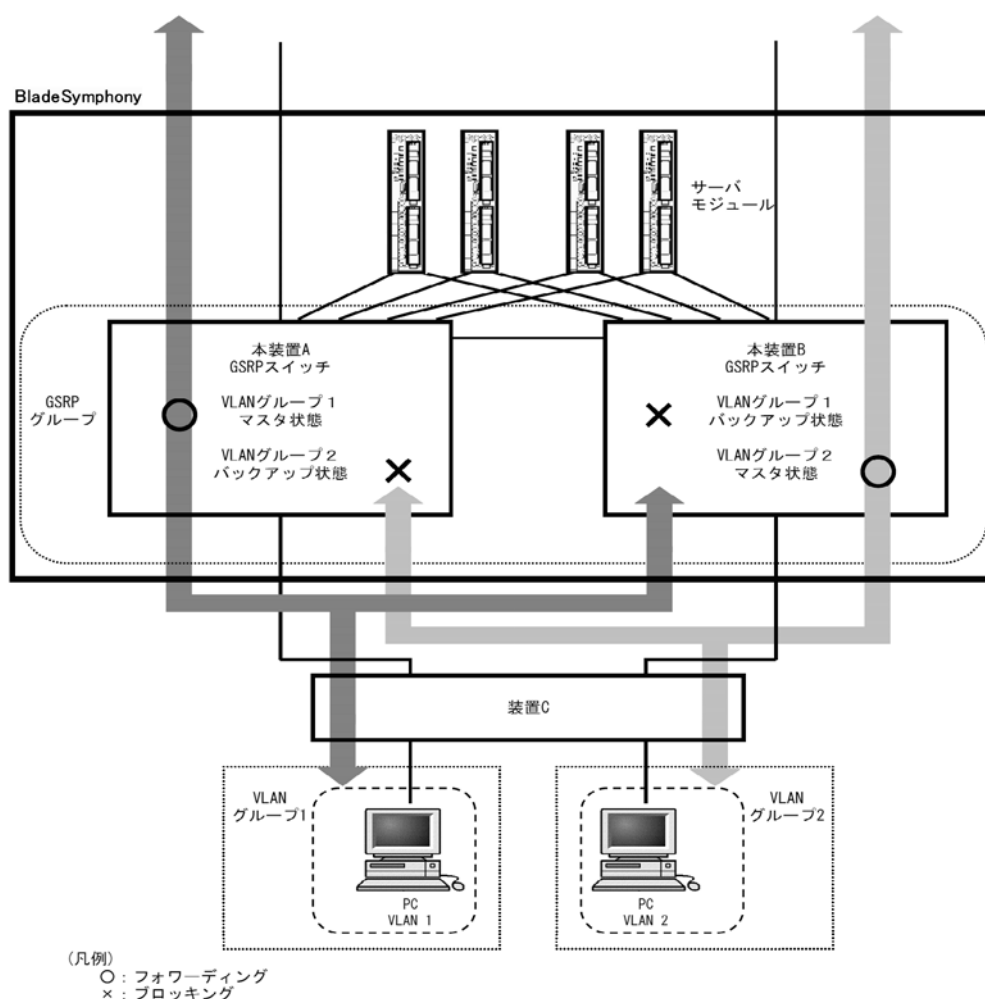 BladeSymphony
サーバ
モジュール
GSRP
グループ
本装置A
GSRPスイッチ
VLANグループ1
マスタ状態
VLANグループ2
バックアップ状態
本装置B
GSRPスイッチ
VLANグループ1
バックアップ状態
VLANグループ2
マスタ状態
装置C
VLAN
グループ1
PC
VLAN 1
VLAN
グループ2
PC
VLAN 2
(凡例)
○ : フォワーディング
× : ブロッキング